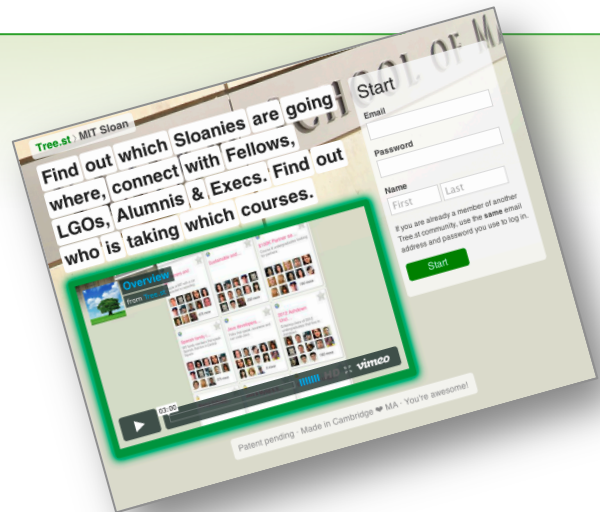 Tree.st › MIT Sloan
Find out which Sloanies are going
where, connect with Fellows,
LGOs, Alumnis & Execs. Find out
who is taking which courses.
Start
Email
Password
Name
First Last
If you are already a member of another
Tree.st community, use the same email
address and password you use to log in.
Start
Overview
from Tree.st
03:00
HD
vimeo
Patent pending · Made in Cambridge ❤ MA · You're awesome!